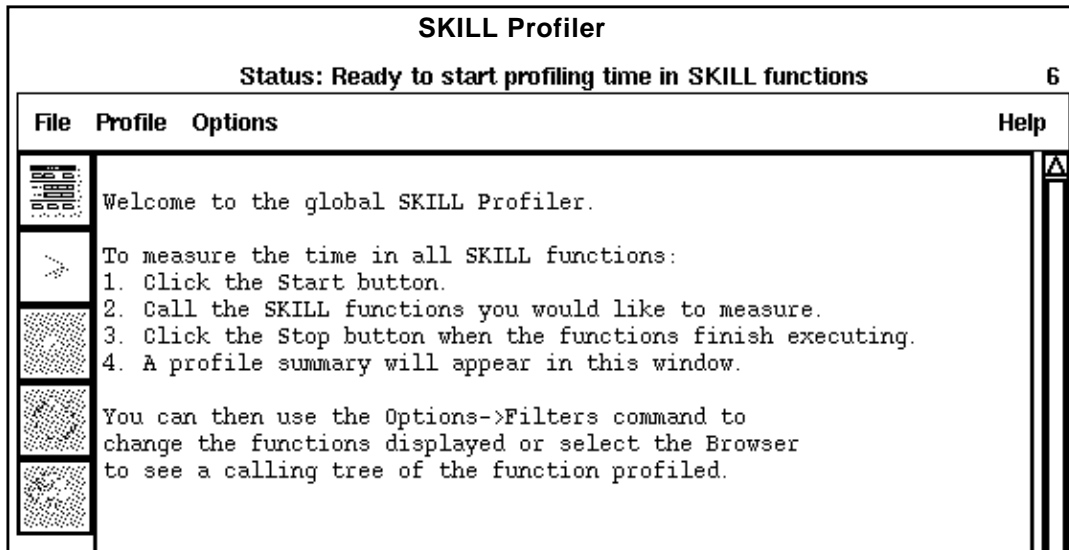 SKILL Profiler
Status: Ready to start profiling time in SKILL functions 6
File Profile Options Help
Welcome to the global SKILL Profiler.
To measure the time in all SKILL functions:
1. Click the Start button.
2. Call the SKILL functions you would like to measure.
3. Click the Stop button when the functions finish executing.
4. A profile summary will appear in this window.
You can then use the Options->Filters command to
change the functions displayed or select the Browser
to see a calling tree of the function profiled.